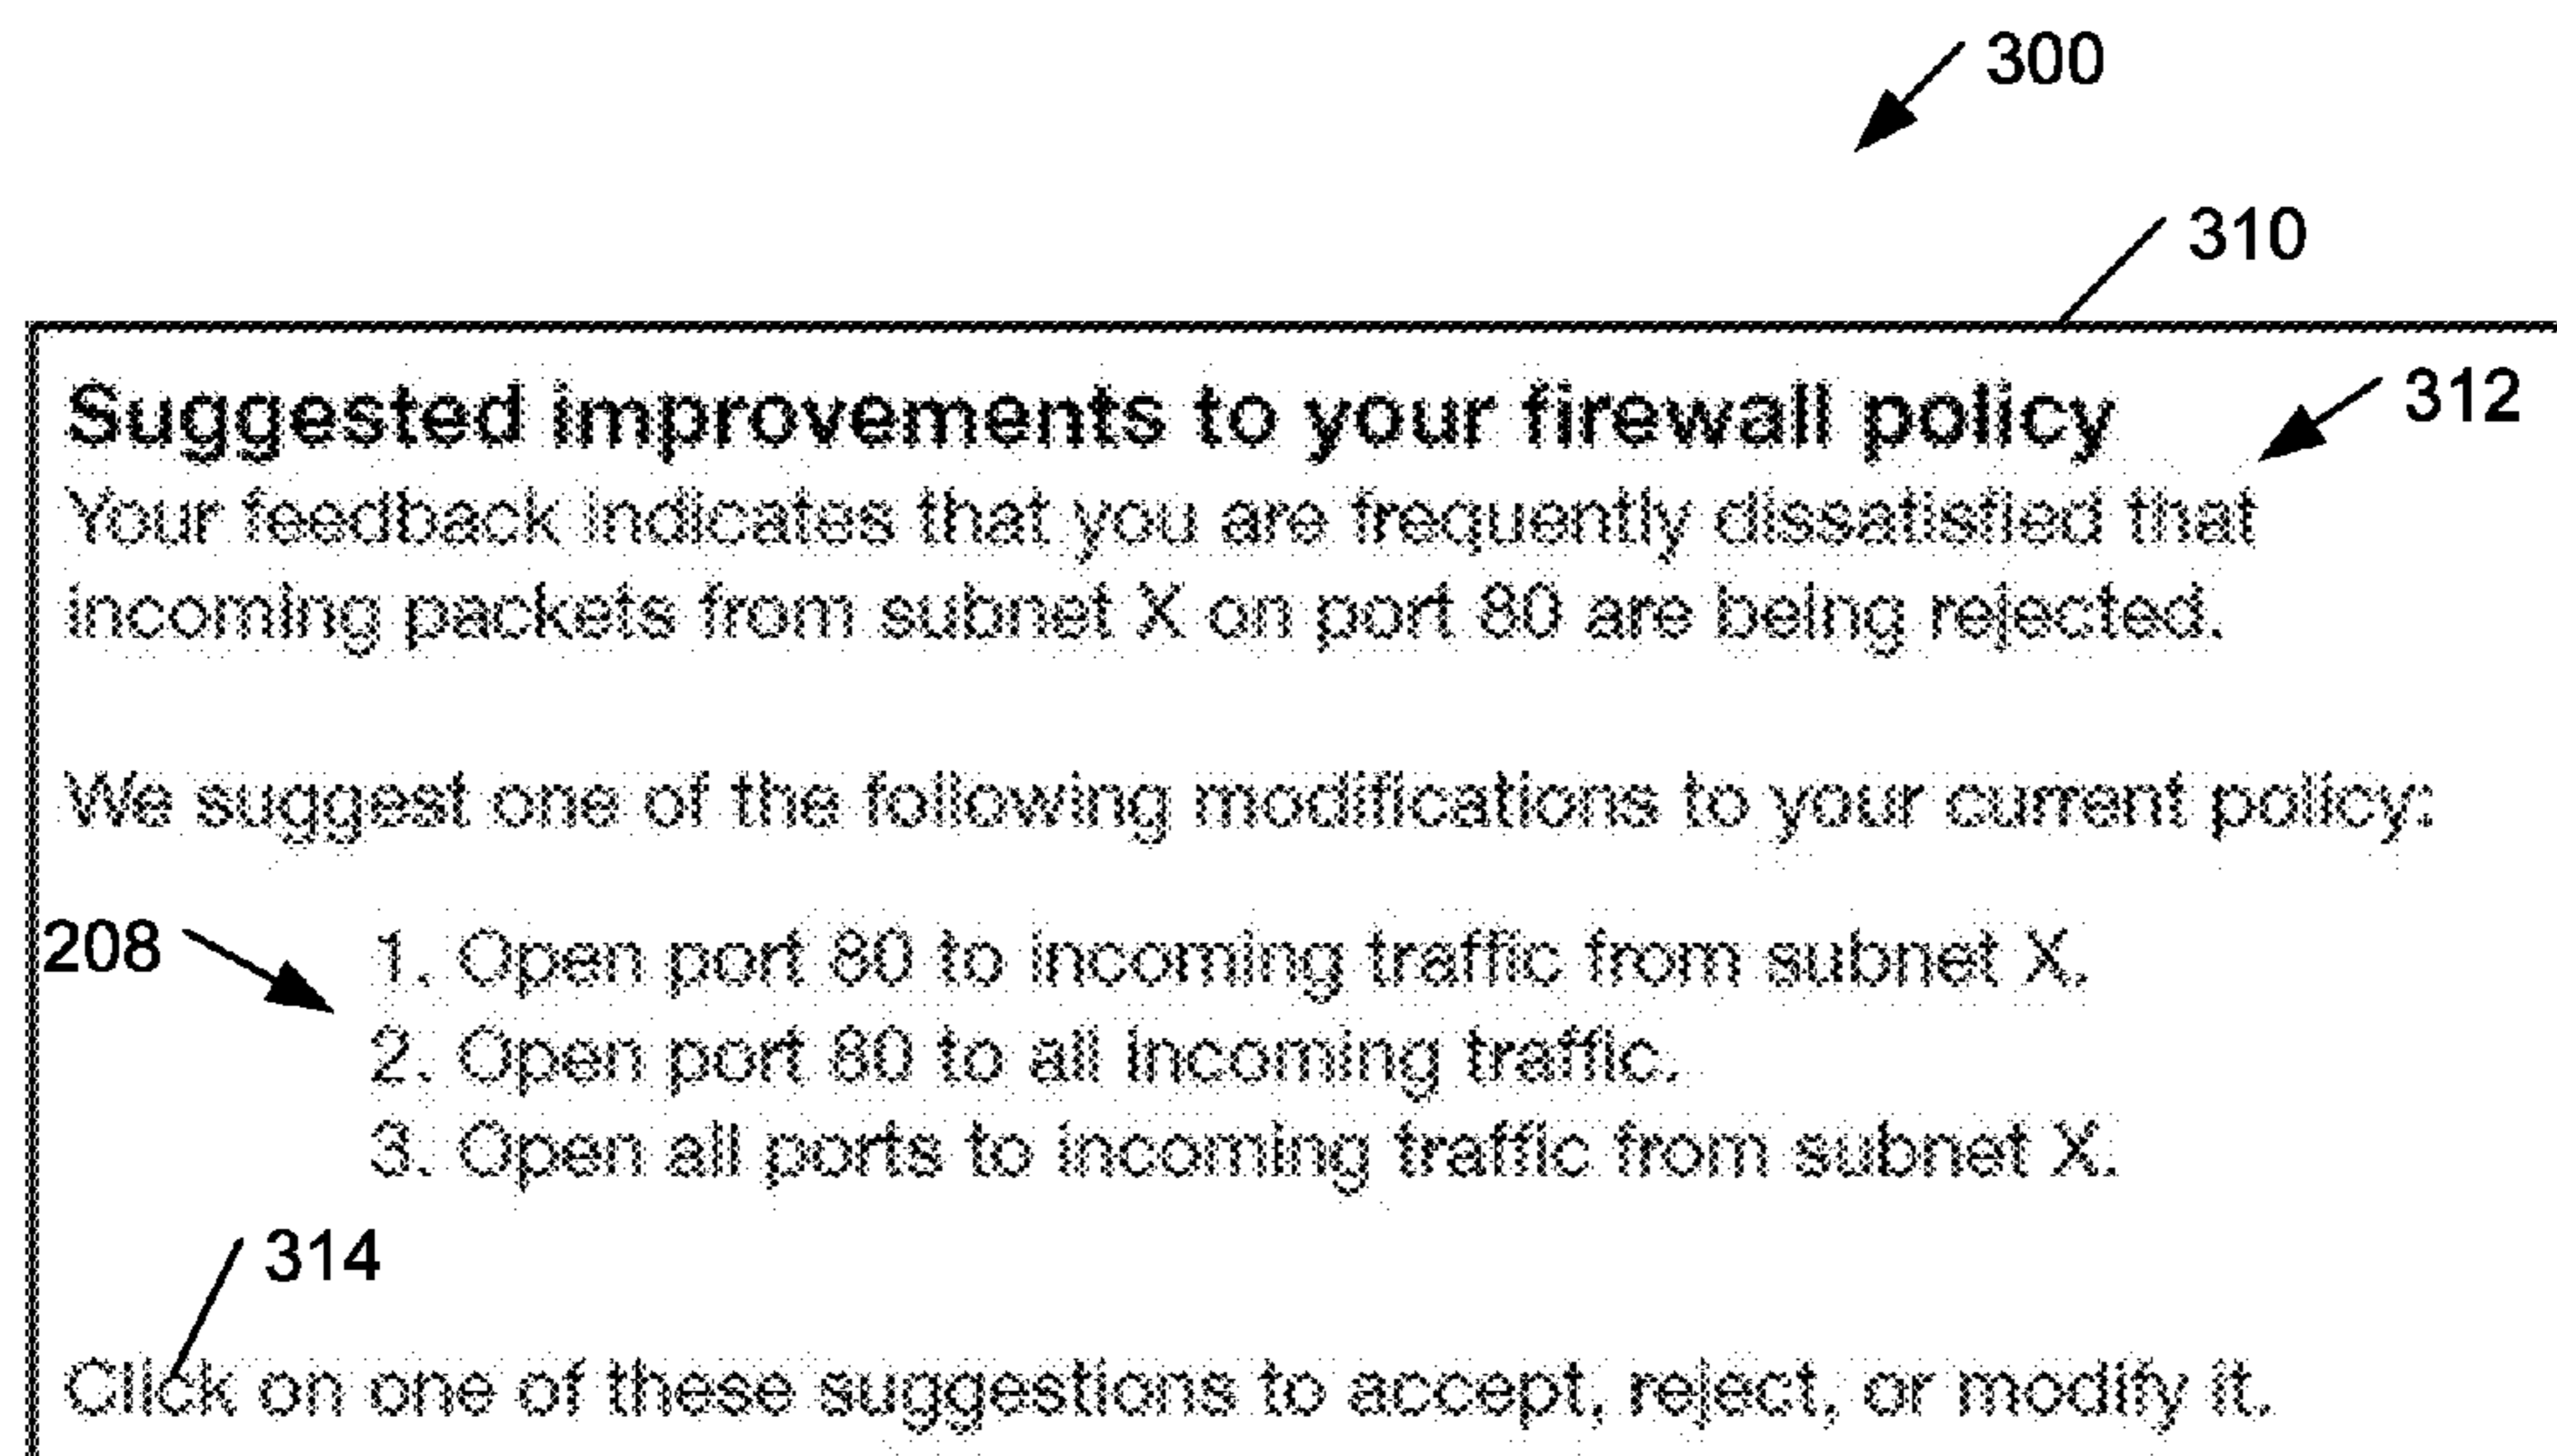 300
310
Suggested improvements to your firewall policy
312
Your feedback indicates that you are frequently dissatisfied that
incoming packets from subnet X on port 80 are being rejected.
We suggest one of the following modifications to your current policy:
208
1. Open port 80 to incoming traffic from subnet X.
2. Open port 80 to all incoming traffic.
3. Open all ports to incoming traffic from subnet X.
314
Click on one of these suggestions to accept, reject, or modify it.